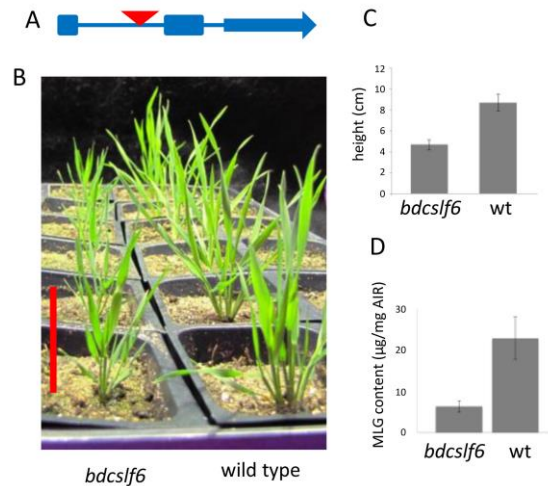 A
B
bdcslf6
wild type
C
height (cm)
12
10
8
6
4
2
0
bdcslf6
wt
D
MLG content (µg/mg AIR)
30
20
10
0
bdcslf6
wt